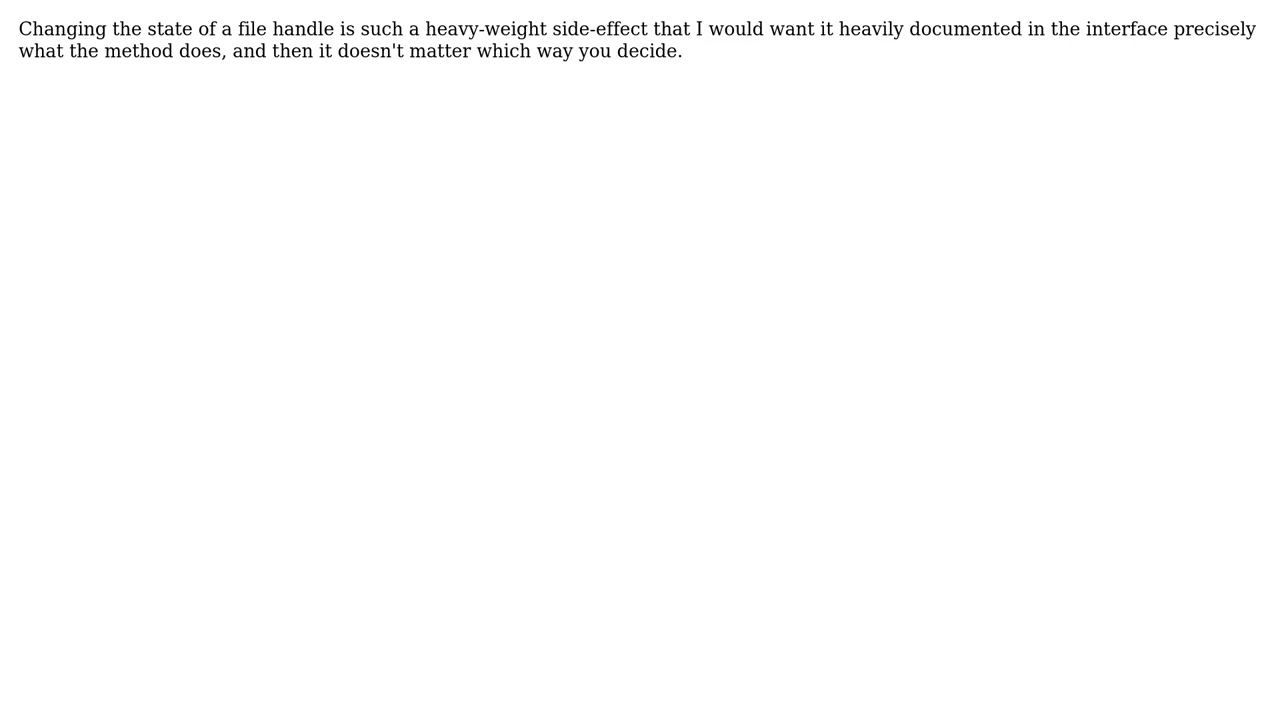 Changing the state of a file handle is such a heavy-weight side-effect that I would want it heavily documented in the interface precisely
what the method does, and then it doesn't matter which way you decide.